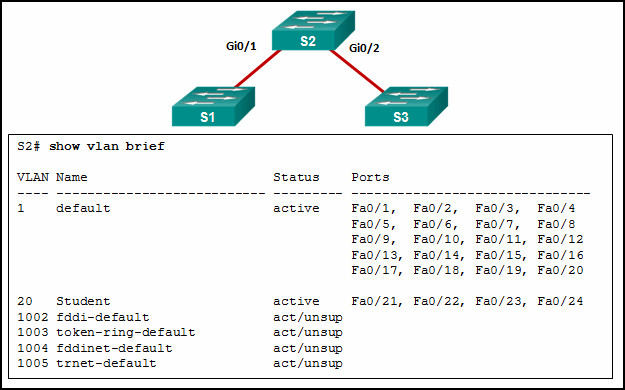 Gi0/1
S2
Gi0/2
S1
S3
S2# show vlan brief
VLAN Name Status Ports
---- ---------------------------- --------- -------------------------------
1 default active Fa0/1, Fa0/2, Fa0/3, Fa0/4
Fa0/5, Fa0/6, Fa0/7, Fa0/8
Fa0/9, Fa0/10, Fa0/11, Fa0/12
Fa0/13, Fa0/14, Fa0/15, Fa0/16
Fa0/17, Fa0/18, Fa0/19, Fa0/20
20 Student active Fa0/21, Fa0/22, Fa0/23, Fa0/24
1002 fddi-default act/unsup
1003 token-ring-default act/unsup
1004 fddinet-default act/unsup
1005 trnet-default act/unsup